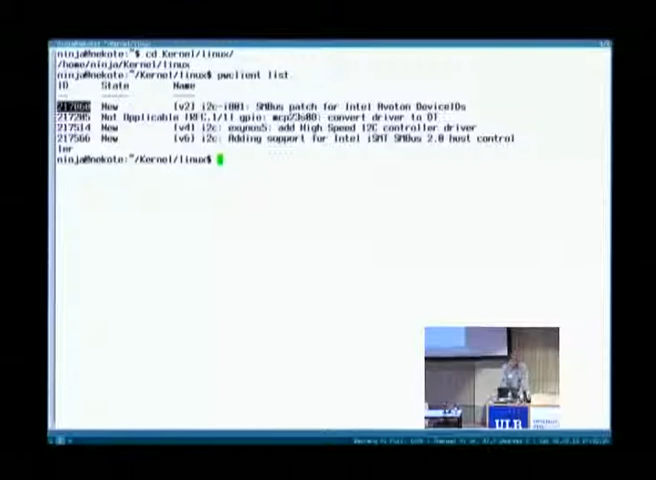 ninja@nekote:~$ cd Kernel/linux/
/home/ninja/Kernel/linux
ninja@nekote:~/Kernel/linux$ pwclient list
ID State Name
-- ----- ----
New [v2] i2c-i801: SMBus patch for Intel Avoton DeviceIDs
217285 Not Applicable [RFC,1/1] gpio: mcp23s08: convert driver to DT
217514 New [v4] i2c: exynos5: add High Speed I2C controller driver
217566 New [v6] i2c: Adding support for Intel iSMT SMBus 2.0 host control
ler
ninja@nekote:~/Kernel/linux$
ULB